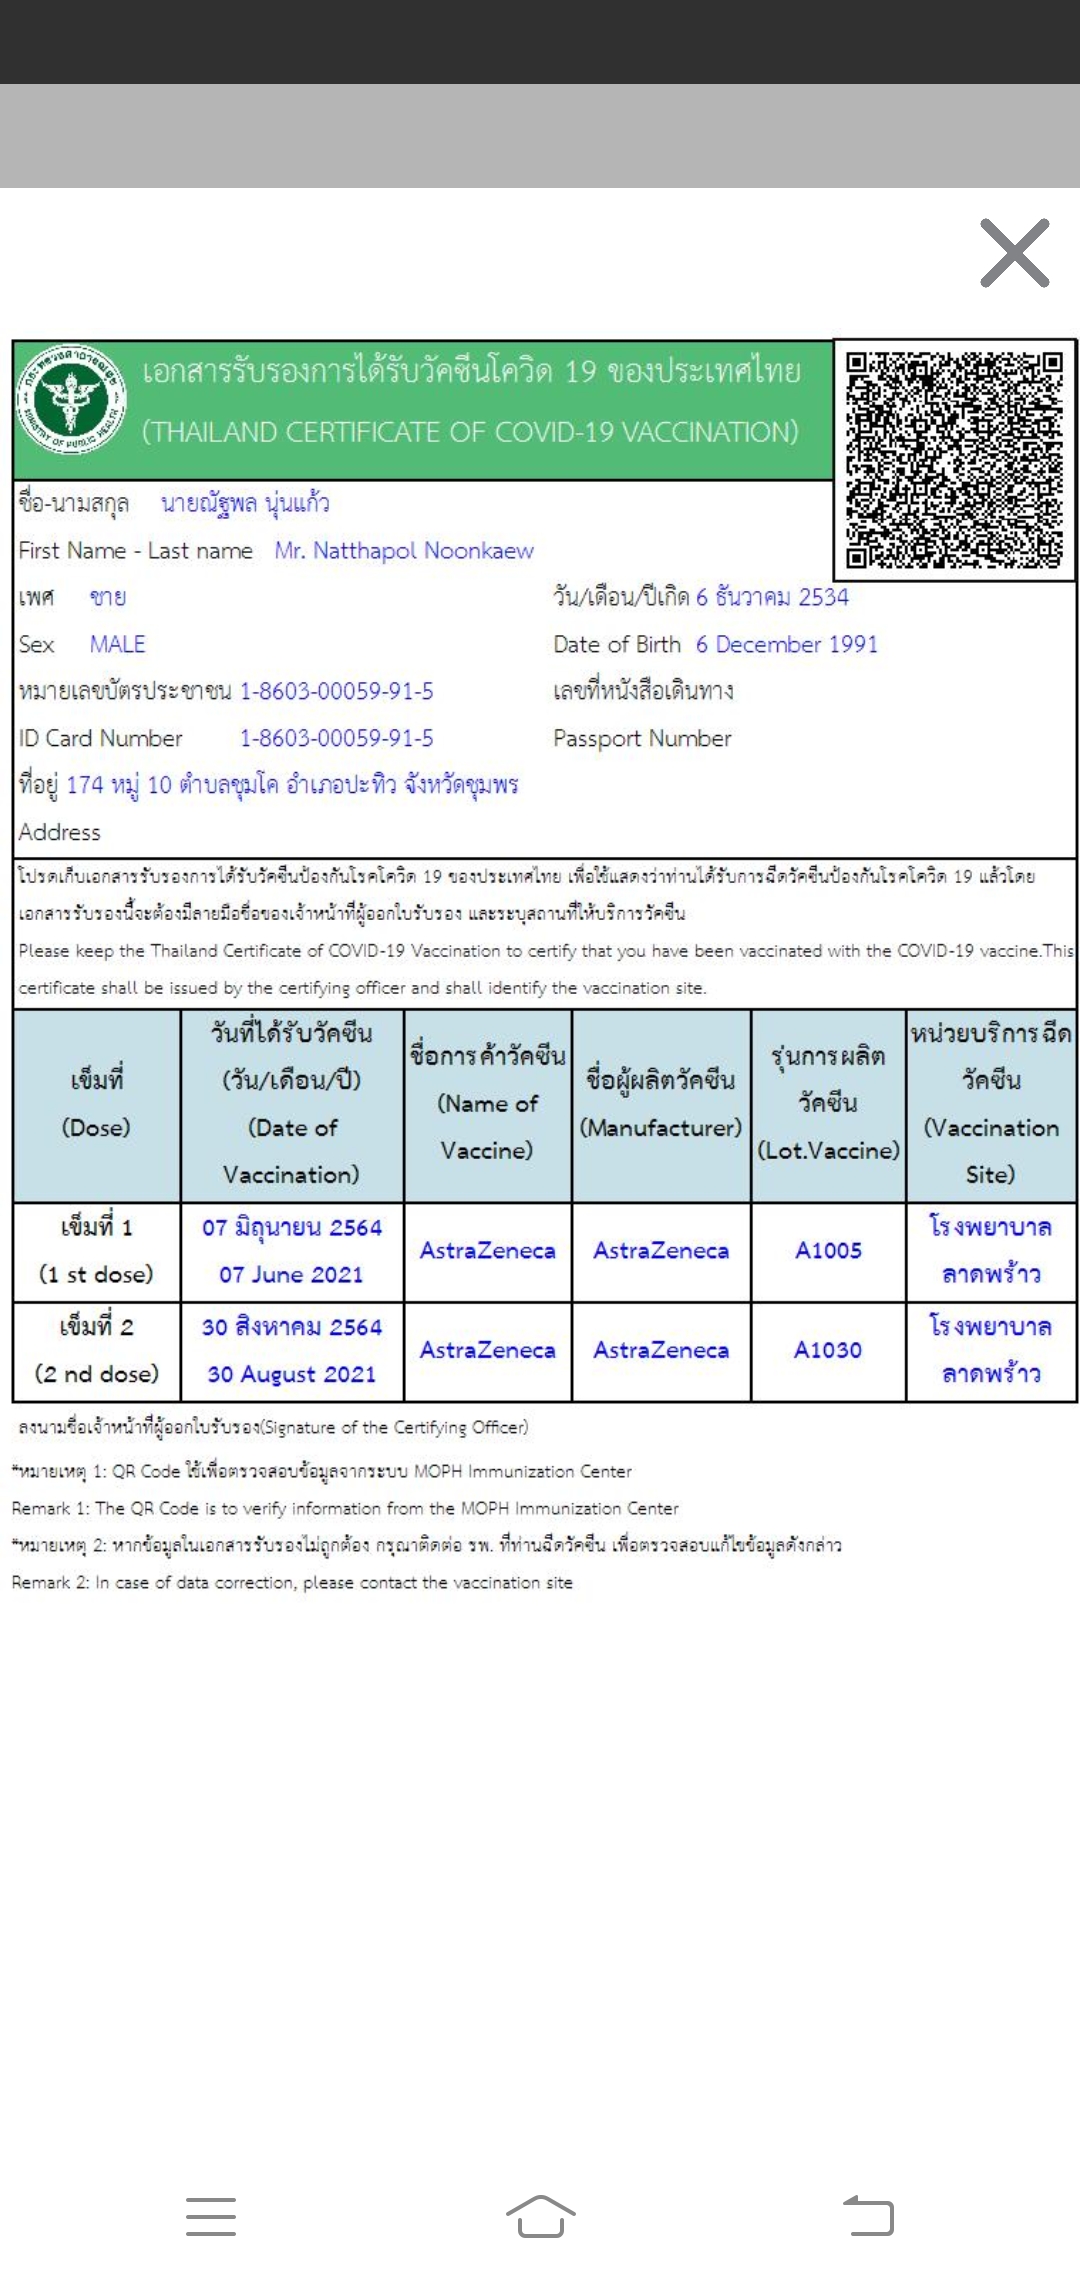 เอกสารรับรองการได้รับวัคซีนโควิด 19 ของประเทศไทย
(THAILAND CERTIFICATE OF COVID-19 VACCINATION)
กระทรวงสาธารณสุข
MINISTRY OF PUBLIC HEALTH
ชื่อ-นามสกุล นายณัฐพล นุ่นแก้ว
First Name - Last name Mr. Natthapol Noonkaew
เพศ ชาย วัน/เดือน/ปีเกิด 6 ธันวาคม 2534
Sex MALE Date of Birth 6 December 1991
หมายเลขบัตรประชาชน 1-8603-00059-91-5 เลขที่หนังสือเดินทาง
ID Card Number 1-8603-00059-91-5 Passport Number
ที่อยู่ 174 หมู่ 10 ตำบลชุมโค อำเภอปะทิว จังหวัดชุมพร
Address
โปรดเก็บเอกสารรับรองการได้รับวัคซีนป้องกันโรคโควิด 19 ของประเทศไทย เพื่อใช้แสดงว่าท่านได้รับการฉีดวัคซีนป้องกันโรคโควิด 19 แล้วโดย
เอกสารรับรองนี้จะต้องมีลายมือชื่อของเจ้าหน้าที่ผู้ออกใบรับรอง และระบุสถานที่ให้บริการวัคซีน
Please keep the Thailand Certificate of COVID-19 Vaccination to certify that you have been vaccinated with the COVID-19 vaccine.This
certificate shall be issued by the certifying officer and shall identify the vaccination site.
เข็มที่
(Dose)
วันที่ได้รับวัคซีน
(วัน/เดือน/ปี)
(Date of
Vaccination)
ชื่อการค้าวัคซีน
(Name of
Vaccine)
ชื่อผู้ผลิตวัคซีน
(Manufacturer)
รุ่นการผลิต
วัคซีน
(Lot.Vaccine)
หน่วยบริการฉีด
วัคซีน
(Vaccination
Site)
เข็มที่ 1
(1 st dose)
07 มิถุนายน 2564
07 June 2021
AstraZeneca
AstraZeneca
A1005
โรงพยาบาล
ลาดพร้าว
เข็มที่ 2
(2 nd dose)
30 สิงหาคม 2564
30 August 2021
AstraZeneca
AstraZeneca
A1030
โรงพยาบาล
ลาดพร้าว
ลงนามชื่อเจ้าหน้าที่ผู้ออกใบรับรอง(Signature of the Certifying Officer)
*หมายเหตุ 1: QR Code ใช้เพื่อตรวจสอบข้อมูลจากระบบ MOPH Immunization Center
Remark 1: The QR Code is to verify information from the MOPH Immunization Center
*หมายเหตุ 2: หากข้อมูลในเอกสารรับรองไม่ถูกต้อง กรุณาติดต่อ รพ. ที่ท่านฉีดวัคซีน เพื่อตรวจสอบแก้ไขข้อมูลดังกล่าว
Remark 2: In case of data correction, please contact the vaccination site